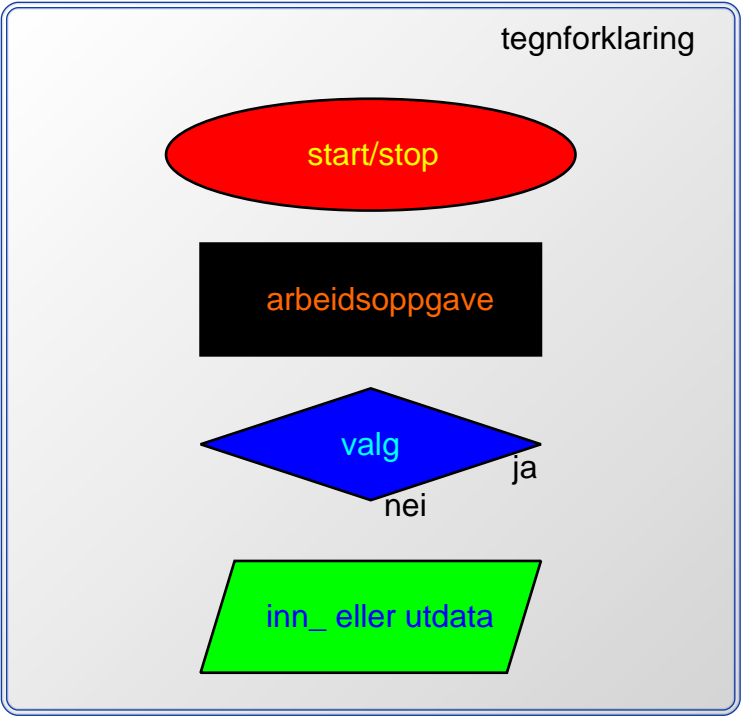 tegnforklaring
start/stop
arbeidsoppgave
valg
ja
nei
inn_ eller utdata